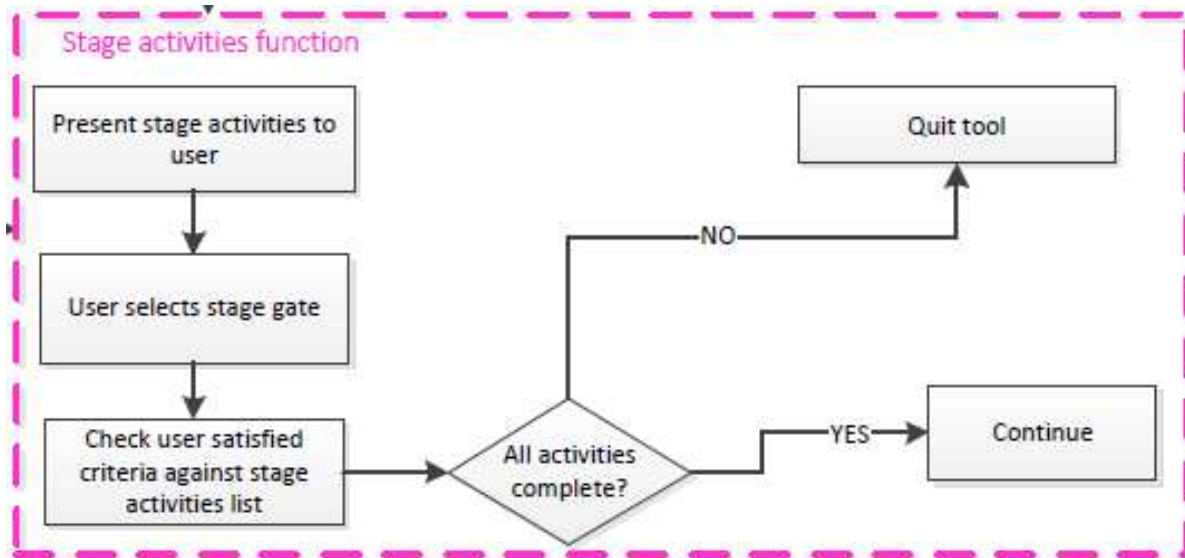 Stage activities function
Present stage activities to
user
Quit tool
NO
User selects stage gate
Check user satisfied
criteria against stage
activities list
All activities
complete?
YES
Continue